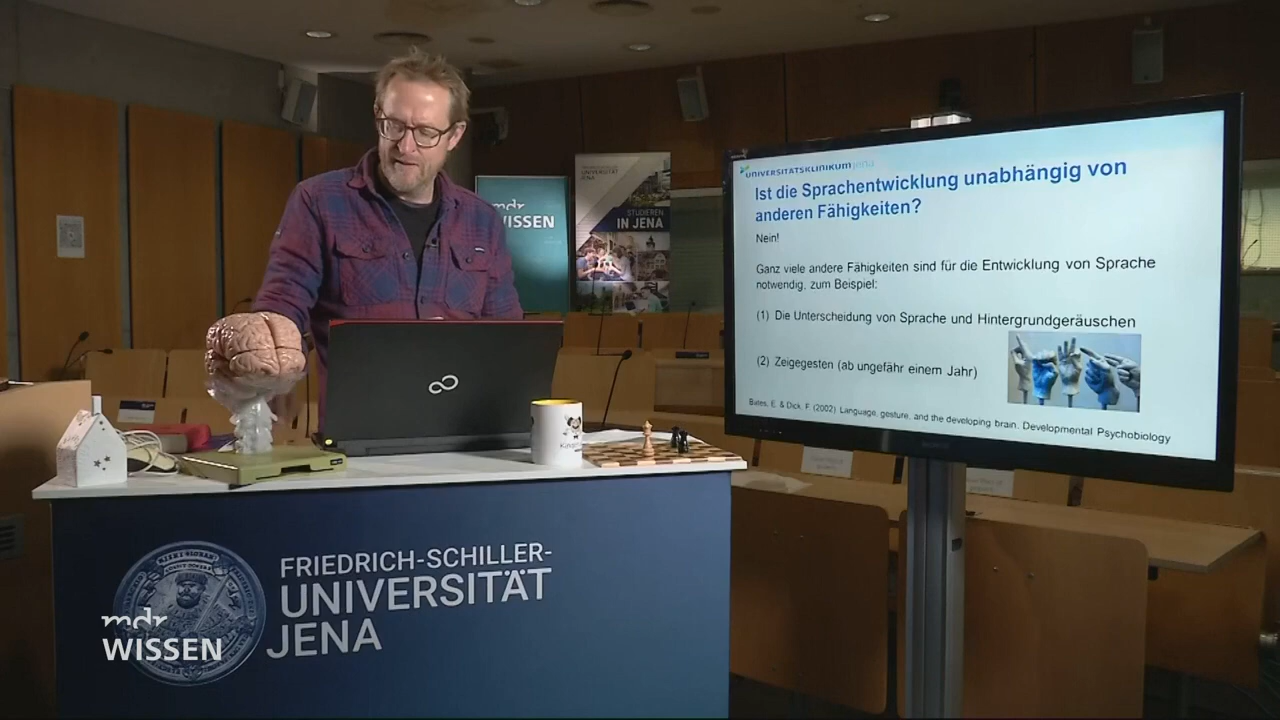 UNIVERSITÄTSKLINIKUM jena
Ist die Sprachentwicklung unabhängig von
anderen Fähigkeiten?
Nein!
Ganz viele andere Fähigkeiten sind für die Entwicklung von Sprache
notwendig, zum Beispiel:
(1) Die Unterscheidung von Sprache und Hintergrundgeräuschen
(2) Zeigegesten (ab ungefähr einem Jahr)
Bates, E. & Dick, F. (2002) Language, gesture, and the developing brain. Developmental Psychobiology
mdr
WISSEN
UNIVERSITÄT
JENA
STUDIEREN
IN JENA
FRIEDRICH-SCHILLER-
UNIVERSITÄT
JENA
mdr
WISSEN